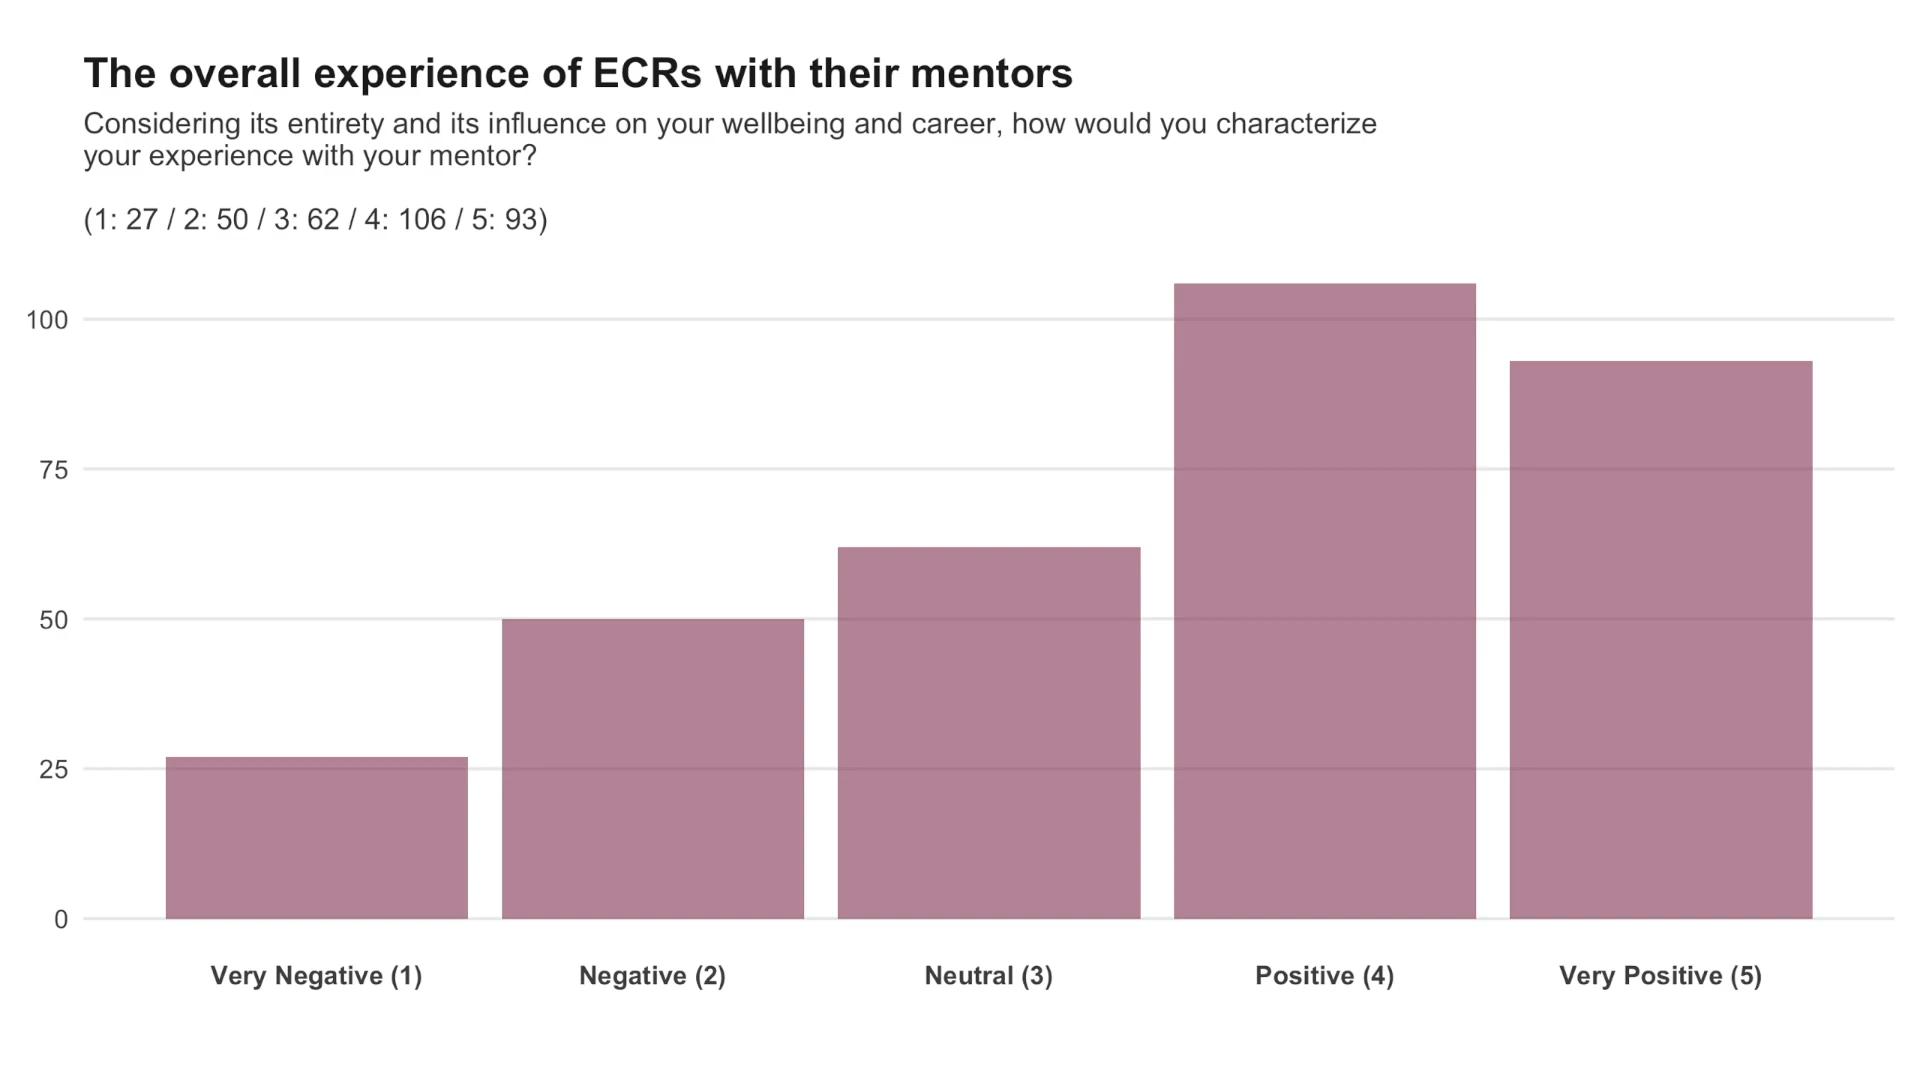 The overall experience of ECRs with their mentors
Considering its entirety and its influence on your wellbeing and career, how would you characterize
your experience with your mentor?
(1: 27 / 2: 50 / 3: 62 / 4: 106 / 5: 93)
100
75
50
25
0
Very Negative (1)
Negative (2)
Neutral (3)
Positive (4)
Very Positive (5)